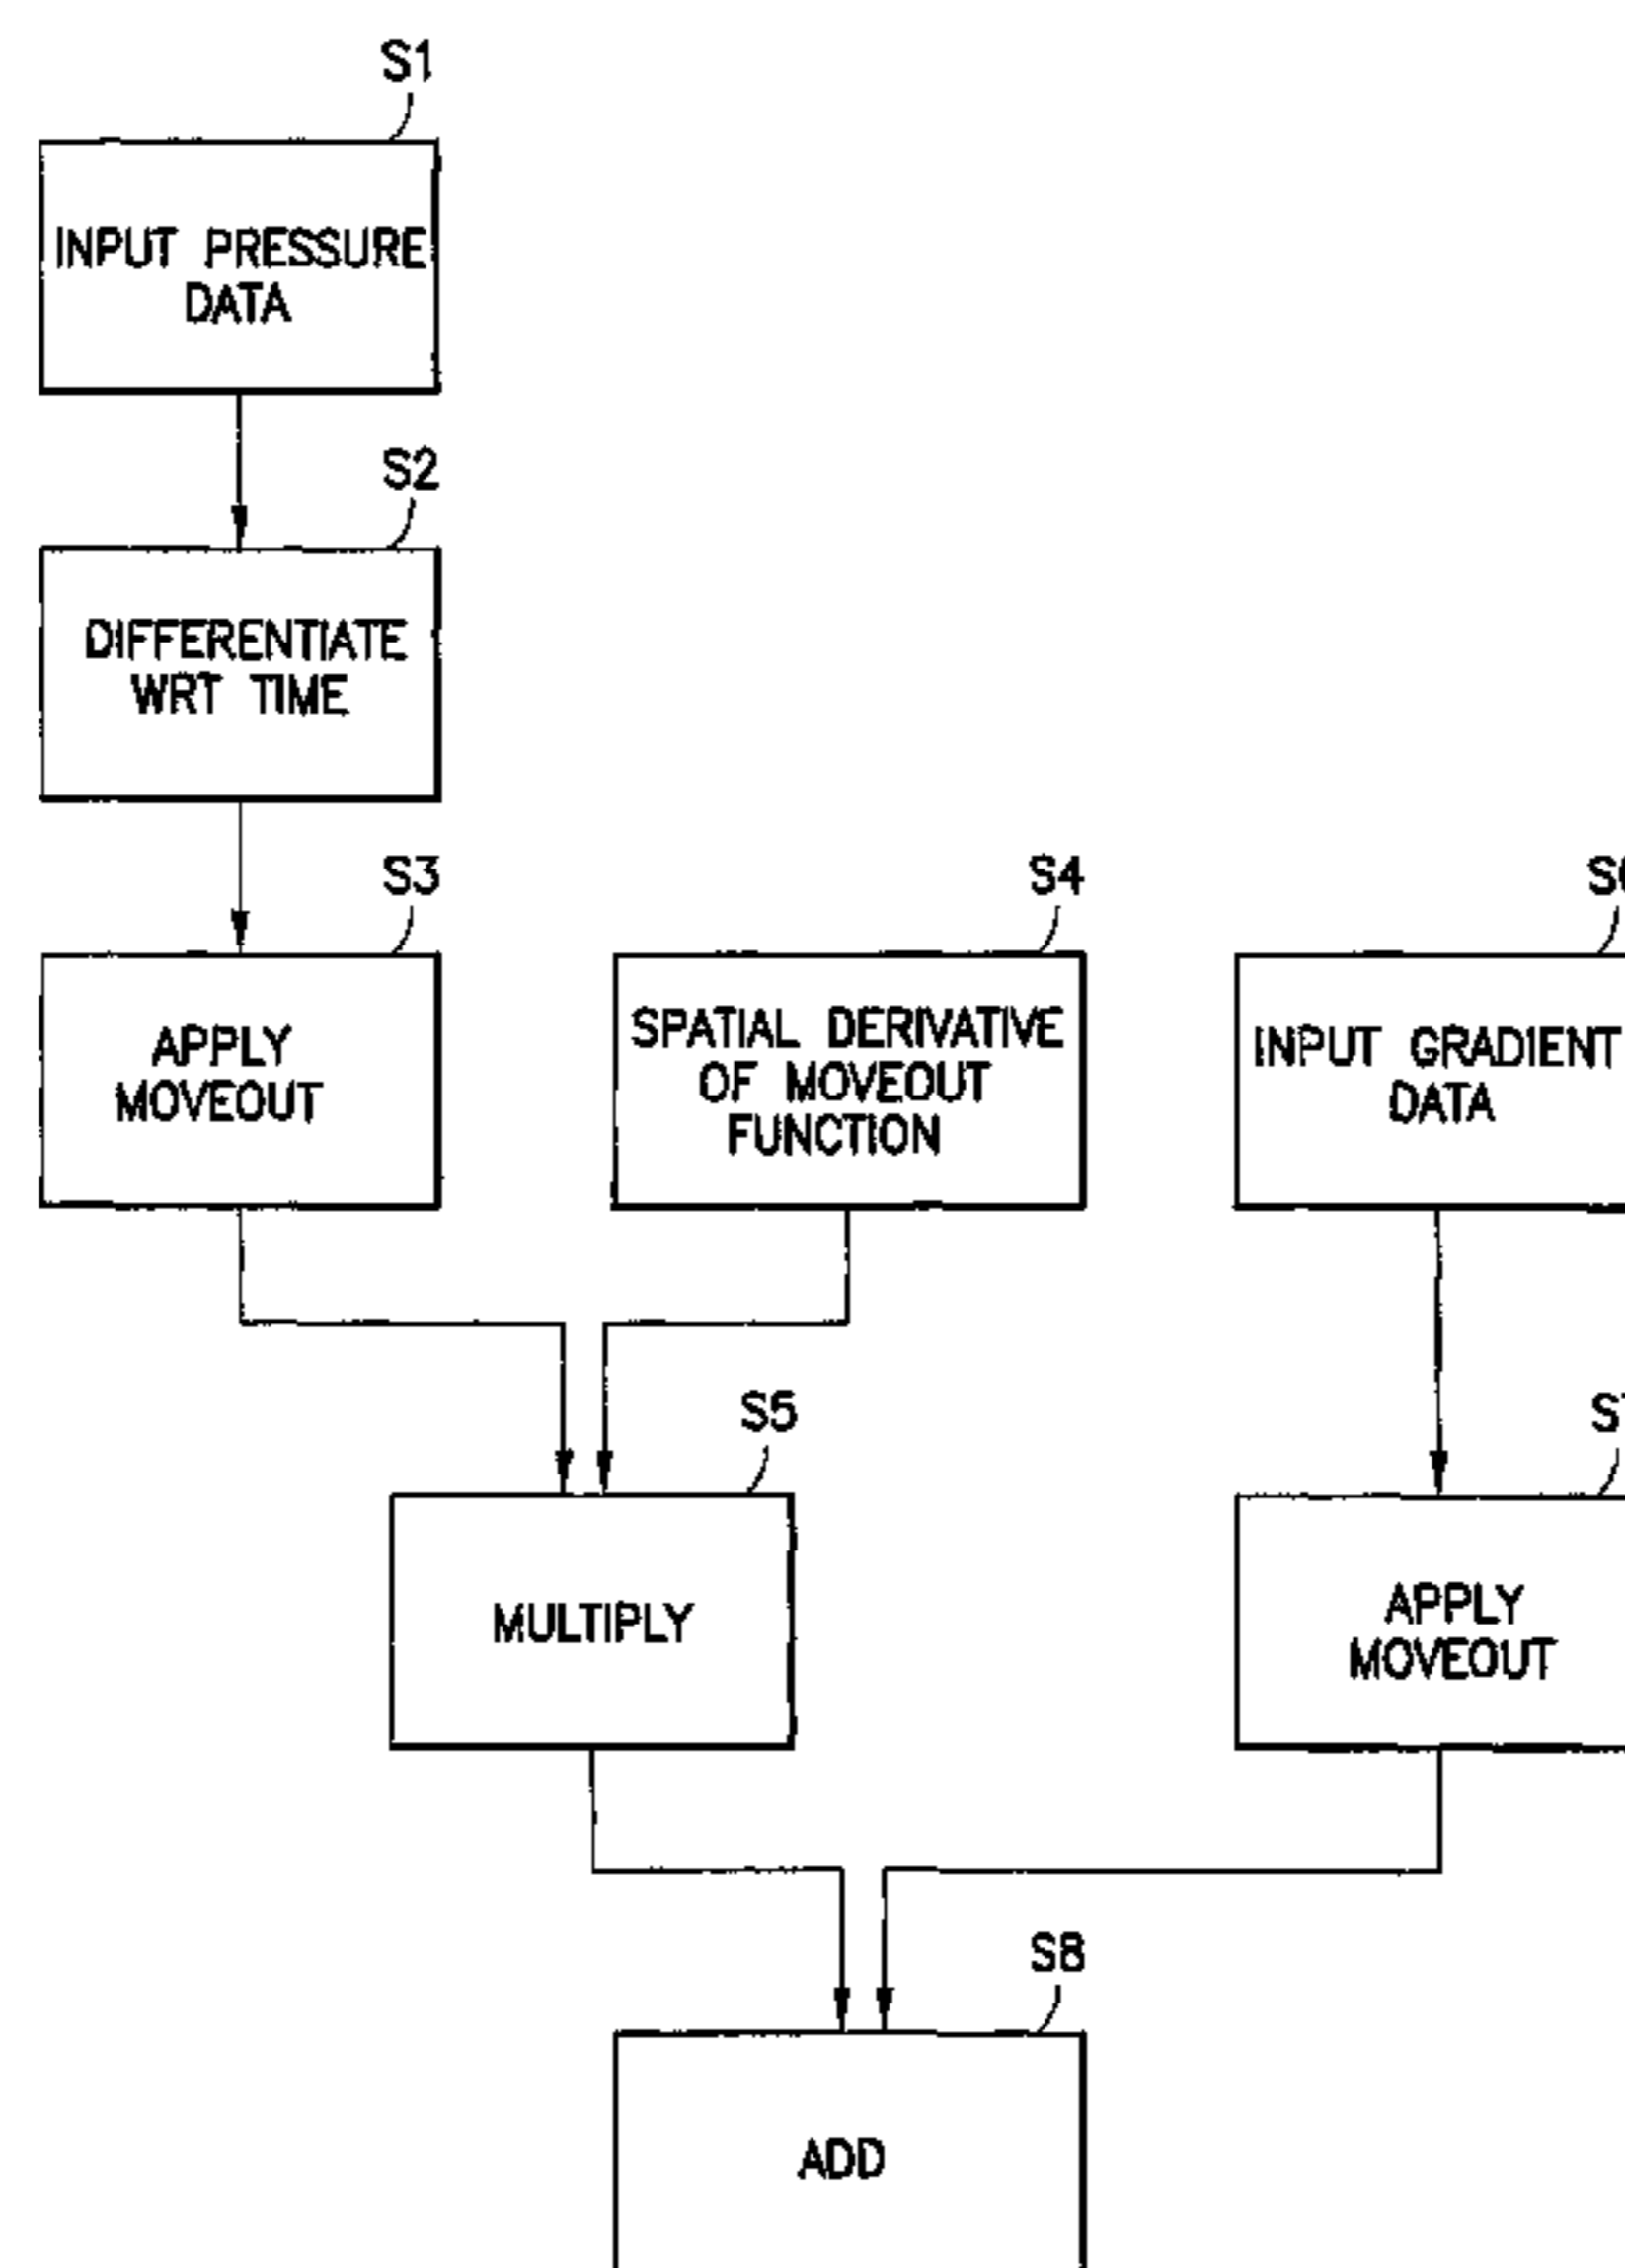 S1
INPUT PRESSURE
DATA
S2
DIFFERENTIATE
WRT TIME
S3
APPLY
MOVEOUT
S4
SPATIAL DERIVATIVE
OF MOVEOUT
FUNCTION
INPUT GRADIENT
DATA
S5
MULTIPLY
APPLY
MOVEOUT
S8
ADD